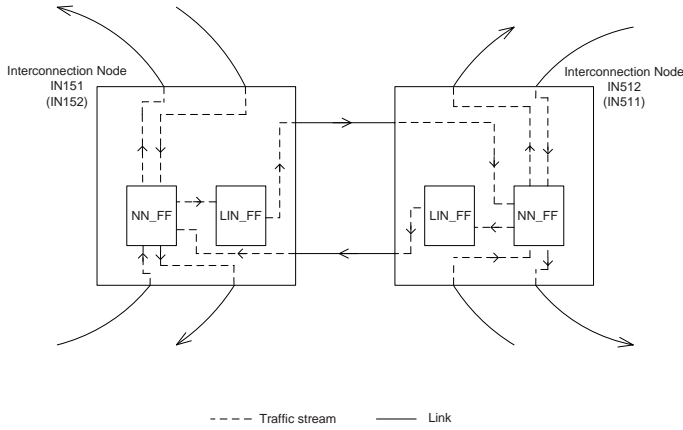 Interconnection Node
IN151
(IN152)
Interconnection Node
IN512
(IN511)
NN_FF
LIN_FF
LIN_FF
NN_FF
Traffic stream
Link